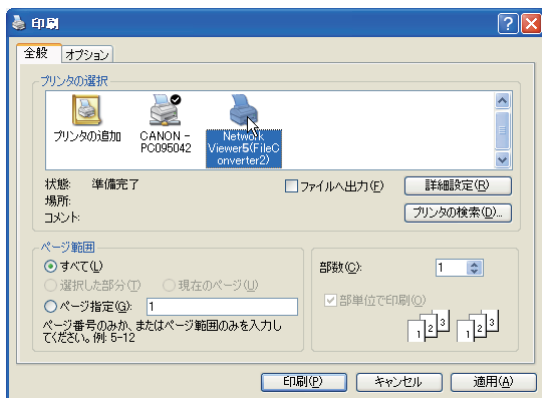 印刷
全般 オプション
プリンタの選択
プリンタの追加
CANON -
PC095042
Network
Viewer5(FileC
onverter2)
状態: 準備完了
場所:
コメント:
ファイルへ出力(F)
詳細設定(R)
プリンタの検索(D)...
ページ範囲
すべて(L)
選択した部分(T) 現在のページ(U)
ページ指定(G): 1
ページ番号のみか、またはページ範囲のみを入力し
てください。例: 5-12
部数(C): 1
部単位で印刷(O)
1 2 3 1 2 3
印刷(P) キャンセル 適用(A)